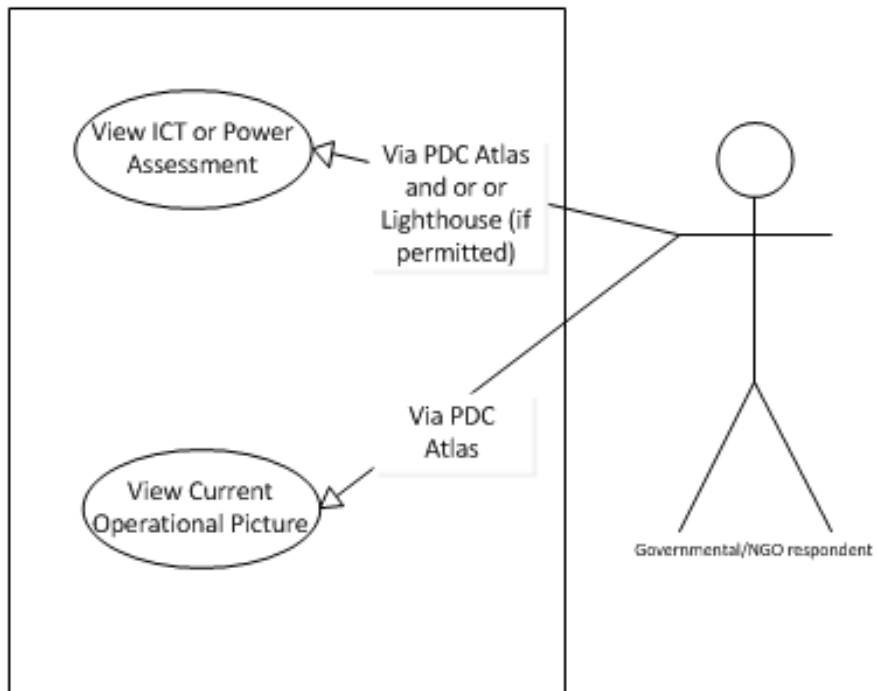 View ICT or Power
Assessment
Via PDC Atlas
and or or
Lighthouse (if
permitted)
Via PDC
Atlas
View Current
Operational Picture
Governmental/NGO respondent